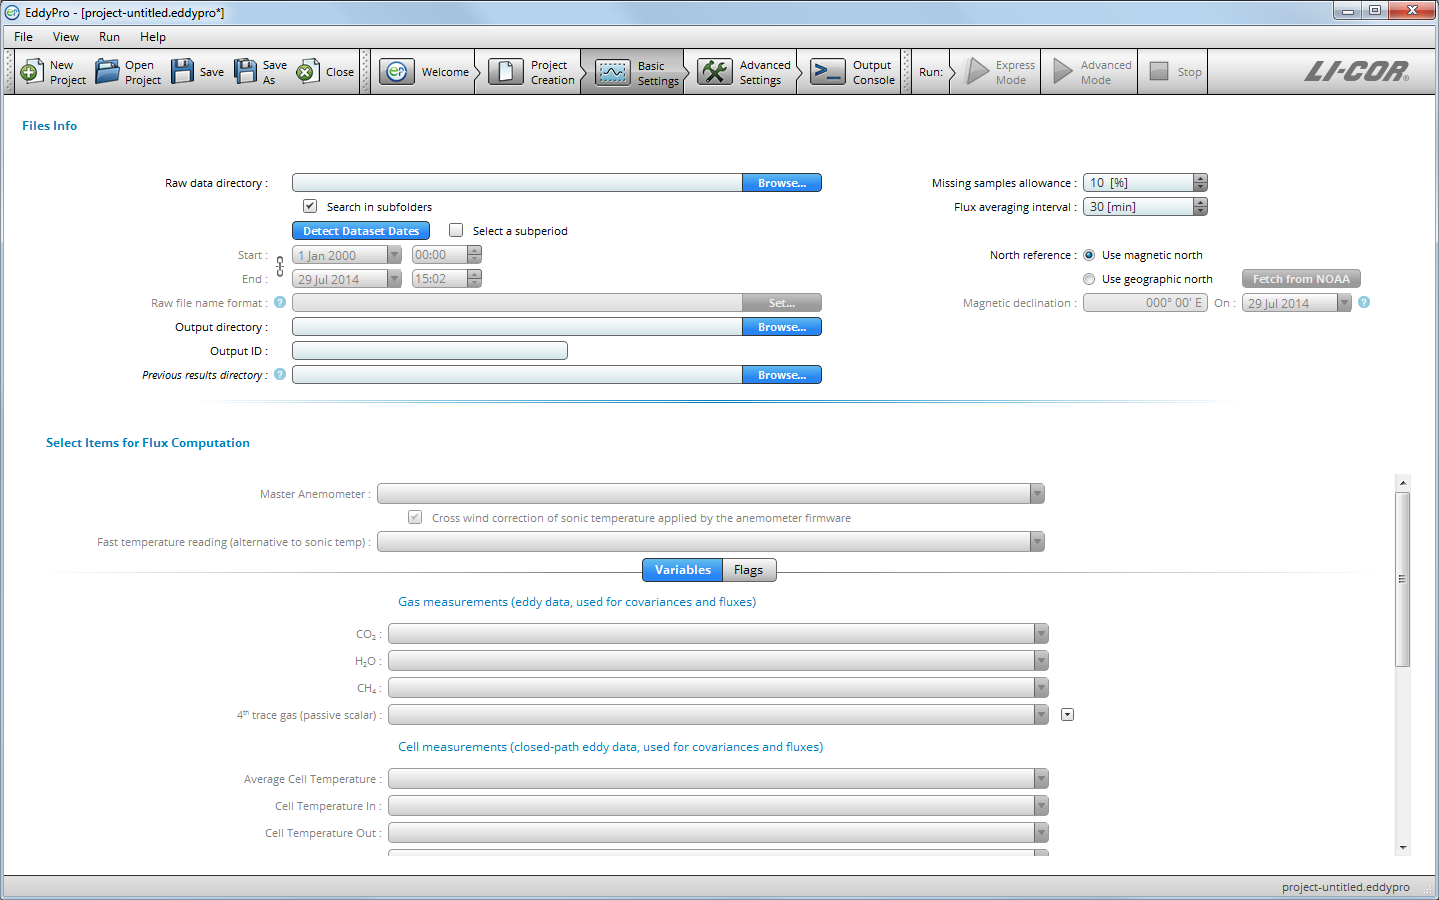 EddyPro - [project-untitled.eddypro*]
File View Run Help
New Project
Open Project
Save
Save As
Close
Welcome
Project Creation
Basic Settings
Advanced Settings
Output Console
Run:
Express Mode
Advanced Mode
Stop
LI-COR®
Files Info
Raw data directory : Browse...
Missing samples allowance : 10 [%]
Search in subfolders
Flux averaging interval : 30 [min]
Detect Dataset Dates Select a subperiod
Start : 1 Jan 2000 00:00
North reference : Use magnetic north
End : 29 Jul 2014 15:02
Use geographic north Fetch from NOAA
Raw file name format : ? Set...
Magnetic declination : 000° 00' E On : 29 Jul 2014 ?
Output directory : Browse...
Output ID :
Previous results directory : ? Browse...
Select Items for Flux Computation
Master Anemometer :
Cross wind correction of sonic temperature applied by the anemometer firmware
Fast temperature reading (alternative to sonic temp) :
Variables Flags
Gas measurements (eddy data, used for covariances and fluxes)
CO₂ :
H₂O :
CH₄ :
4th trace gas (passive scalar) :
Cell measurements (closed-path eddy data, used for covariances and fluxes)
Average Cell Temperature :
Cell Temperature In :
Cell Temperature Out :
project-untitled.eddypro